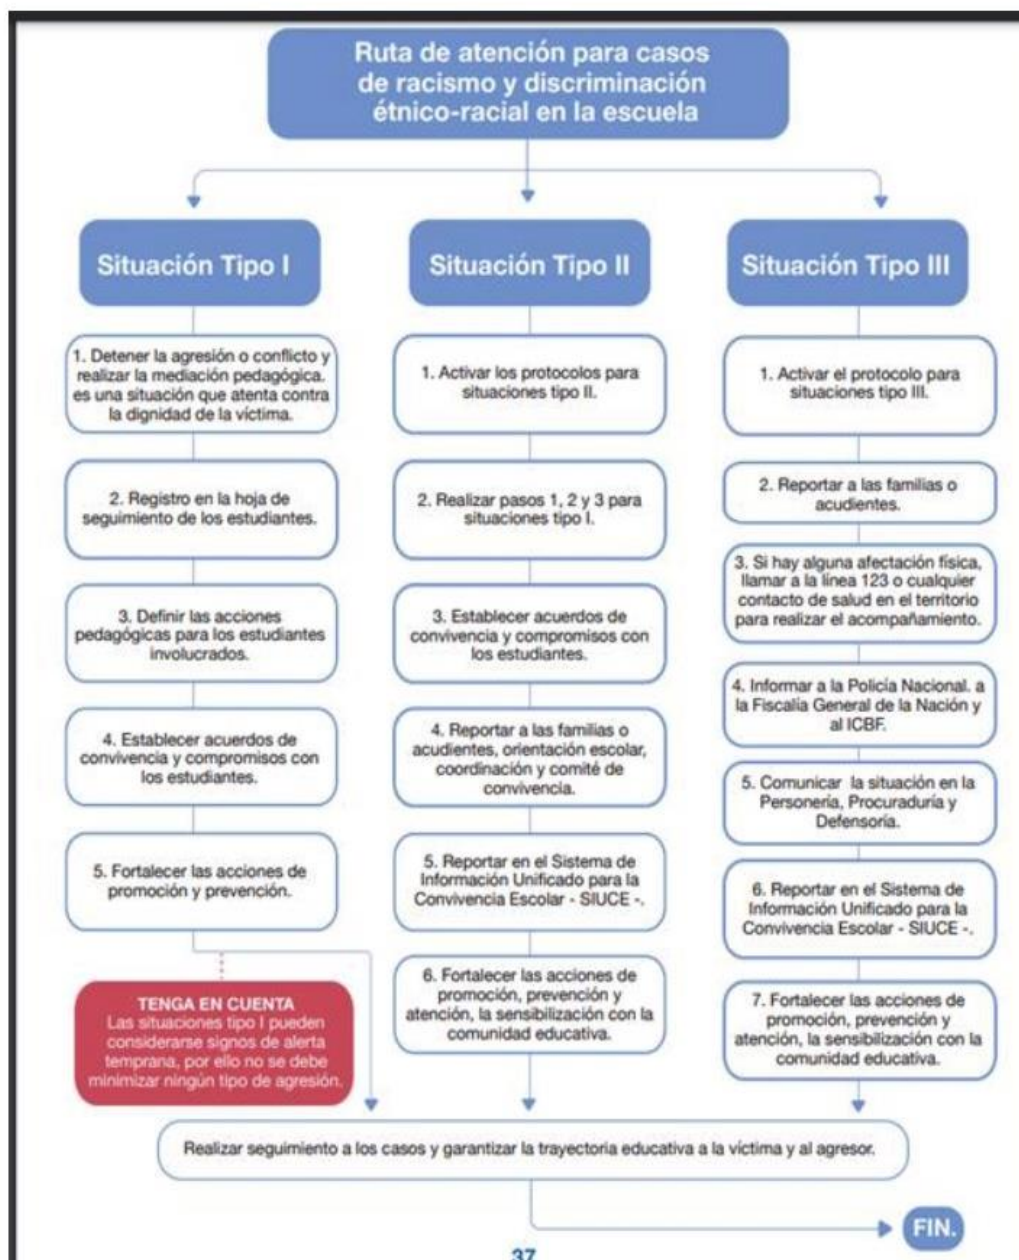 Ruta de atención para casos
de racismo y discriminación
étnico-racial en la escuela
Situación Tipo I
1. Detener la agresión o conflicto y
realizar la mediación pedagógica.
es una situación que atenta contra
la dignidad de la víctima.
2. Registro en la hoja de
seguimiento de los estudiantes.
3. Definir las acciones
pedagógicas para los estudiantes
involucrados.
4. Establecer acuerdos de
convivencia y compromisos con
los estudiantes.
5. Fortalecer las acciones de
promoción y prevención.
TENGA EN CUENTA
Las situaciones tipo I pueden
considerarse signos de alerta
temprana, por ello no se debe
minimizar ningún tipo de agresión.
Situación Tipo II
1. Activar los protocolos para
situaciones tipo II.
2. Realizar pasos 1, 2 y 3 para
situaciones tipo I.
3. Establecer acuerdos de
convivencia y compromisos con
los estudiantes.
4. Reportar a las familias o
acudientes, orientación escolar,
coordinación y comité de
convivencia.
5. Reportar en el Sistema de
Información Unificado para la
Convivencia Escolar - SIUCE -.
6. Fortalecer las acciones de
promoción, prevención y
atención, la sensibilización con la
comunidad educativa.
Situación Tipo III
1. Activar el protocolo para
situaciones tipo III.
2. Reportar a las familias o
acudientes.
3. Si hay alguna afectación física,
llamar a la línea 123 o cualquier
contacto de salud en el territorio
para realizar el acompañamiento.
4. Informar a la Policía Nacional. a
la Fiscalía General de la Nación y
al ICBF.
5. Comunicar la situación en la
Personería, Procuraduría y
Defensoría.
6. Reportar en el Sistema de
Información Unificado para la
Convivencia Escolar - SIUCE -.
7. Fortalecer las acciones de
promoción, prevención y
atención, la sensibilización con la
comunidad educativa.
Realizar seguimiento a los casos y garantizar la trayectoria educativa a la víctima y al agresor.
FIN.
37